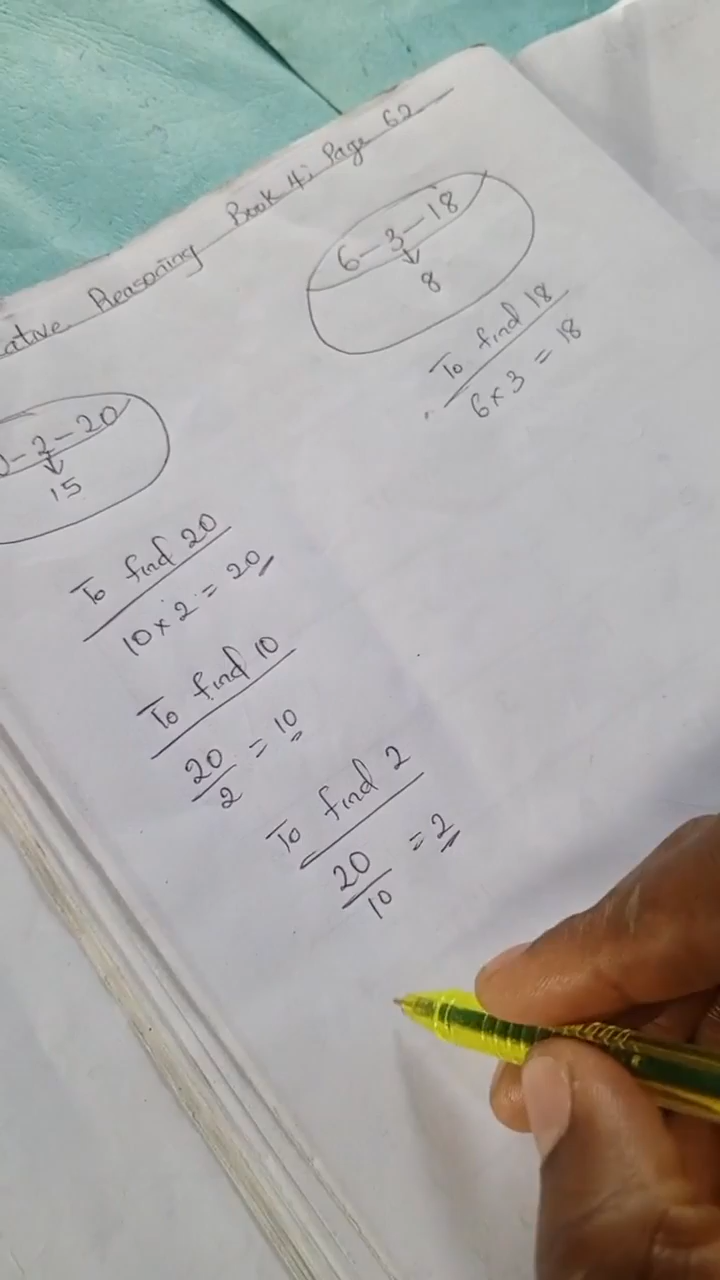 ative Reasoning Book 4; Page 62
6-3-18
8
To find 18
6 x 3 = 18
0-2-20
15
To find 20
10 x 2 = 20
To find 10
20/2 = 10
To find 2
20/10 = 2